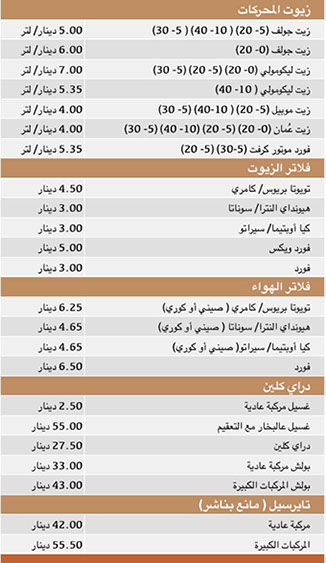 زيوت المحركات
زيت جولف (5- 20) ( 10- 40) ( 5- 30) 5.00 دينار/ لتر
زيت جولف (0- 20) 6.00 دينار/ لتر
زيت ليكومولي (0- 20) (5- 20) (5- 30) 7.00 دينار/ لتر
زيت ليكومولي ( 10- 40) 5.35 دينار/ لتر
زيت موبيل (5- 20) ( 10-40) (5- 30) 4.00 دينار/ لتر
زيت عُمان (0- 20) (5- 20) (10- 40) (5- 30) 4.00 دينار/ لتر
فورد موتور كرفت (5-30) (5- 20) 5.35 دينار/ لتر
فلاتر الزيوت
تويوتا بريوس/ كامري 4.50 دينار
هيونداي النترا/ سوناتا 3.00 دينار
كيا أوبتيما/ سيراتو 3.00 دينار
فورد ويكس 5.00 دينار
فورد 3.00 دينار
فلاتر الهواء
تويوتا بريوس/ كامري ( صيني أو كوري) 6.25 دينار
هيونداي النترا/ سوناتا ( صيني أو كوري) 4.65 دينار
كيا أوبتيما/ سيراتو( صيني أو كوري) 4.65 دينار
فورد 6.50 دينار
دراي كلين
غسيل مركبة عادية 2.50 دينار
غسيل عالبخار مع التعقيم 55.00 دينار
دراي كلين 27.50 دينار
بولش مركبة عادية 33.00 دينار
بولش المركبات الكبيرة 43.00 دينار
تايرسيل ( مانع بناشر)
مركبة عادية 42.00 دينار
المركبات الكبيرة 55.50 دينار